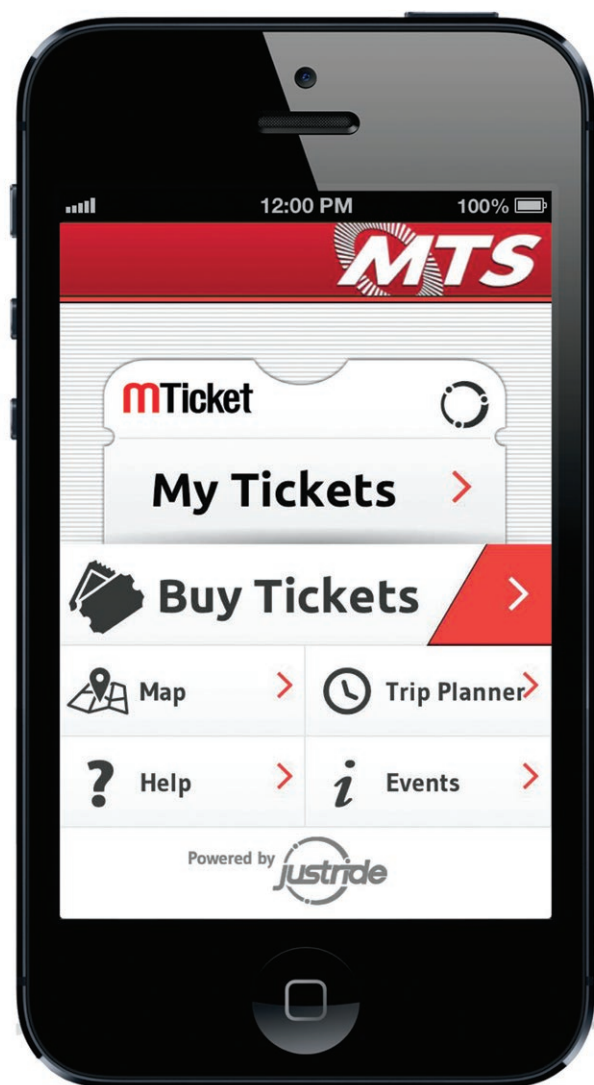 12:00 PM
100%
MTS
mTicket
My Tickets
Buy Tickets
Map
Trip Planner
Help
Events
Powered by
justride